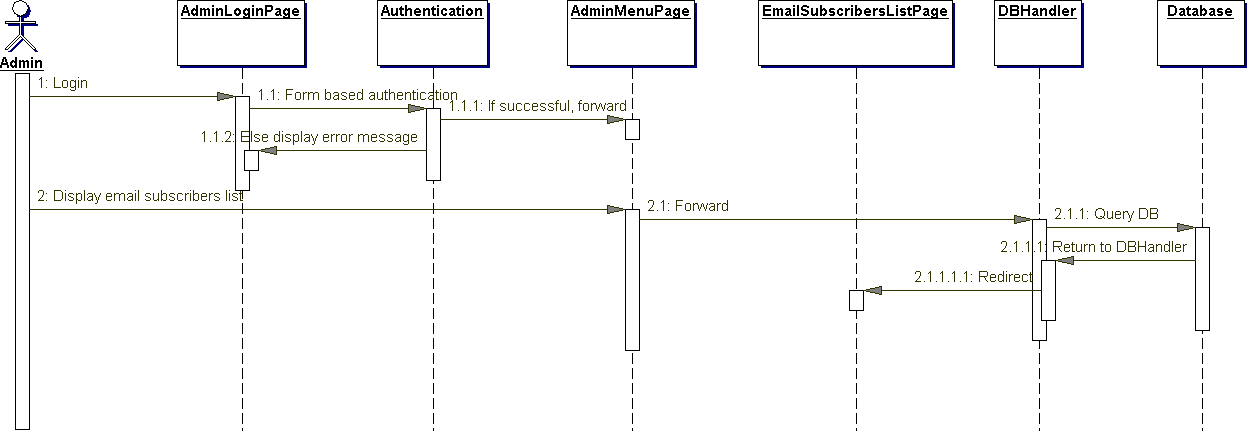 AdminLoginPage
Authentication
AdminMenuPage
EmailSubscribersListPage
DBHandler
Database
Admin
1: Login
1.1: Form based authentication
1.1.1: If successful, forward
1.1.2: Else display error message
2: Display email subscribers list
2.1: Forward
2.1.1: Query DB
2.1.1.1: Return to DBHandler
2.1.1.1.1: Redirect